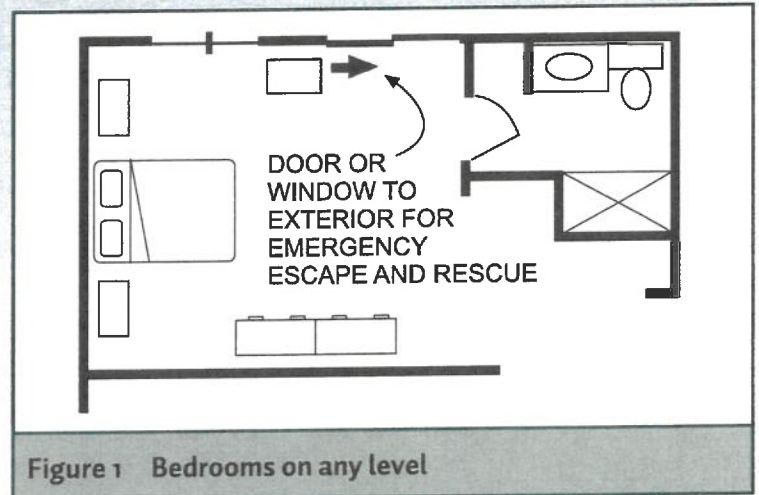 DOOR OR
WINDOW TO
EXTERIOR FOR
EMERGENCY
ESCAPE AND RESCUE
Figure 1 Bedrooms on any level